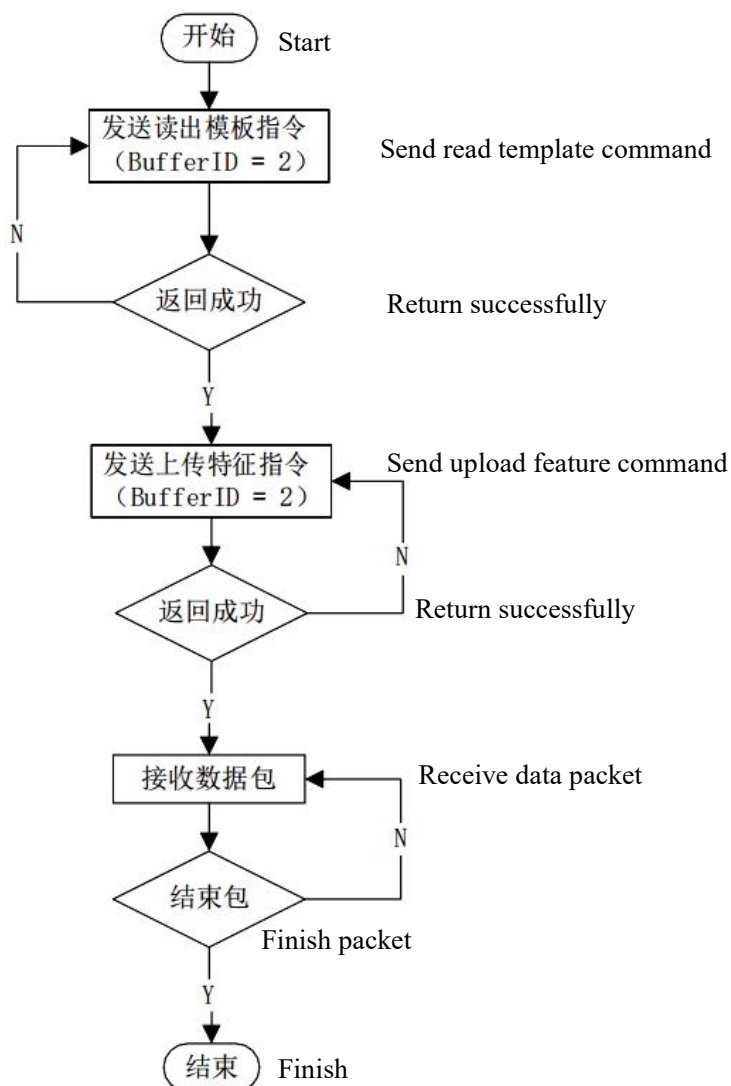 开始 Start
发送读出模板指令
（BufferID = 2）
Send read template command
N
返回成功 Return successfully
Y
发送上传特征指令
（BufferID = 2）
Send upload feature command
N
返回成功 Return successfully
Y
接收数据包 Receive data packet
N
结束包
Finish packet
Y
结束 Finish